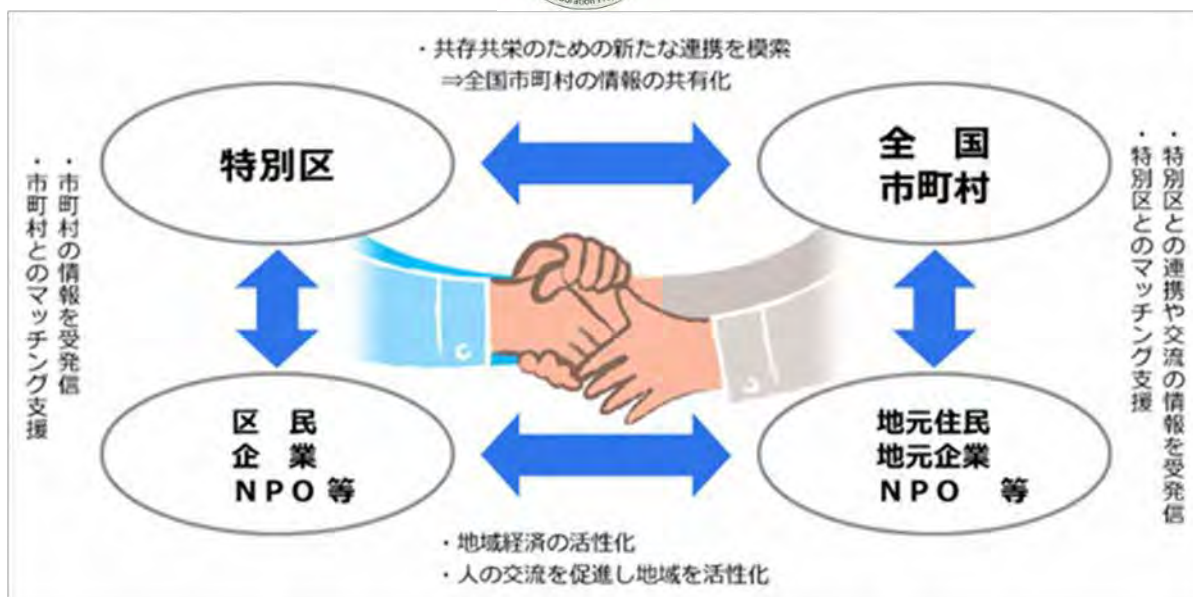 ・共存共栄のための新たな連携を模索
⇒全国市町村の情報の共有化
特別区
全　国
市町村
・市町村の情報を受発信
・市町村とのマッチング支援
・特別区との連携や交流の情報を受発信
・特別区とのマッチング支援
区　民
企　業
ＮＰＯ 等
地元住民
地元企業
ＮＰＯ　等
・地域経済の活性化
・人の交流を促進し地域を活性化